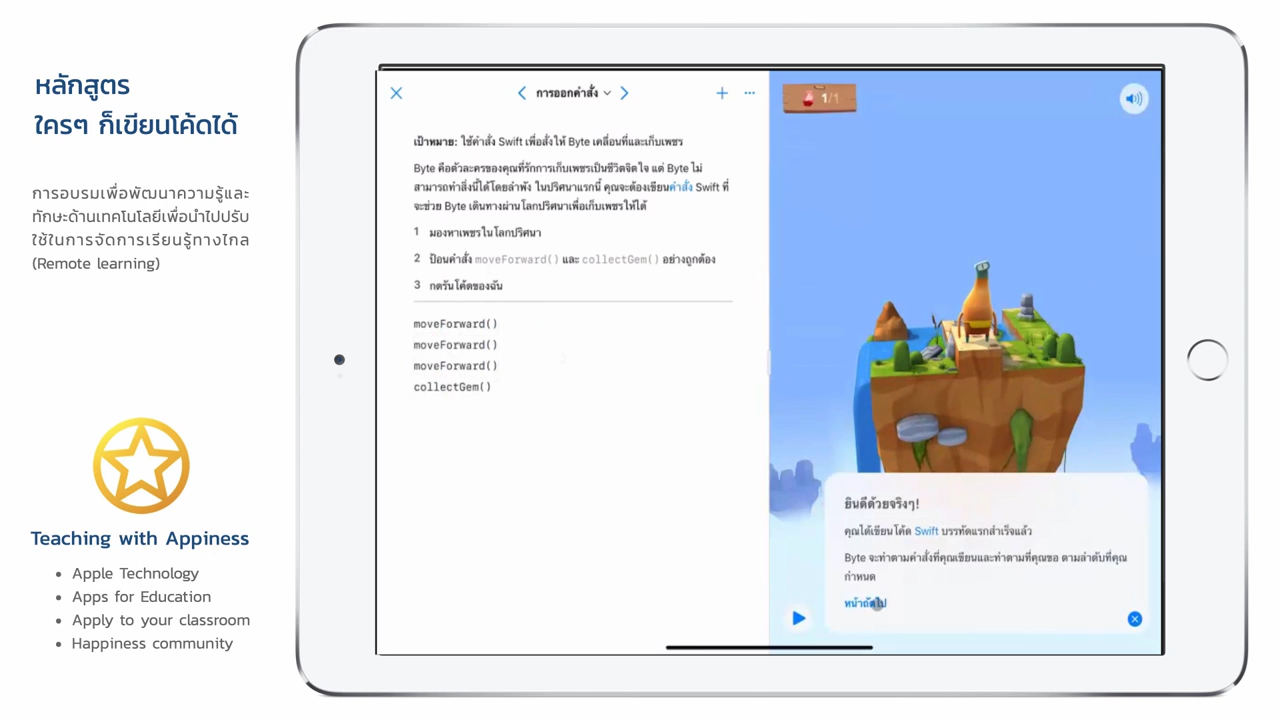 หลักสูตร
ใครๆ ก็เขียนโค้ดได้
การอบรมเพื่อพัฒนาความรู้และ
ทักษะด้านเทคโนโลยีเพื่อนำไปปรับ
ใช้ในการจัดการเรียนรู้ทางไกล
(Remote learning)
Teaching with Appiness
• Apple Technology
• Apps for Education
• Apply to your classroom
• Happiness community
การออกคำสั่ง
เป้าหมาย: ใช้คำสั่ง Swift เพื่อสั่งให้ Byte เคลื่อนที่และเก็บเพชร
Byte คือตัวละครของคุณที่รักการเก็บเพชรเป็นชีวิตจิตใจ แต่ Byte ไม่
สามารถทำสิ่งนี้ได้โดยลำพัง ในปริศนาแรกนี้ คุณจะต้องเขียนคำสั่ง Swift ที่
จะช่วย Byte เดินทางผ่านโลกปริศนาเพื่อเก็บเพชรให้ได้
1 มองหาเพชรในโลกปริศนา
2 ป้อนคำสั่ง moveForward() และ collectGem() อย่างถูกต้อง
3 กดรันโค้ดของฉัน
moveForward()
moveForward()
moveForward()
collectGem()
1/1
ยินดีด้วยจริงๆ!
คุณได้เขียนโค้ด Swift บรรทัดแรกสำเร็จแล้ว
Byte จะทำตามคำสั่งที่คุณเขียนและทำตามที่คุณขอ ตามลำดับที่คุณ
กำหนด
หน้าถัดไป